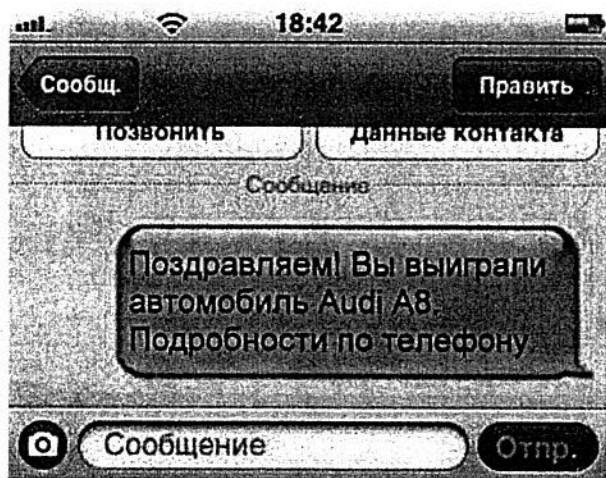 18:42
Сообщ.
Править
Позвонить
Данные контакта
Сообщение
Поздравляем! Вы выиграли
автомобиль Audi A8.
Подробности по телефону.
Сообщение
Отпр.